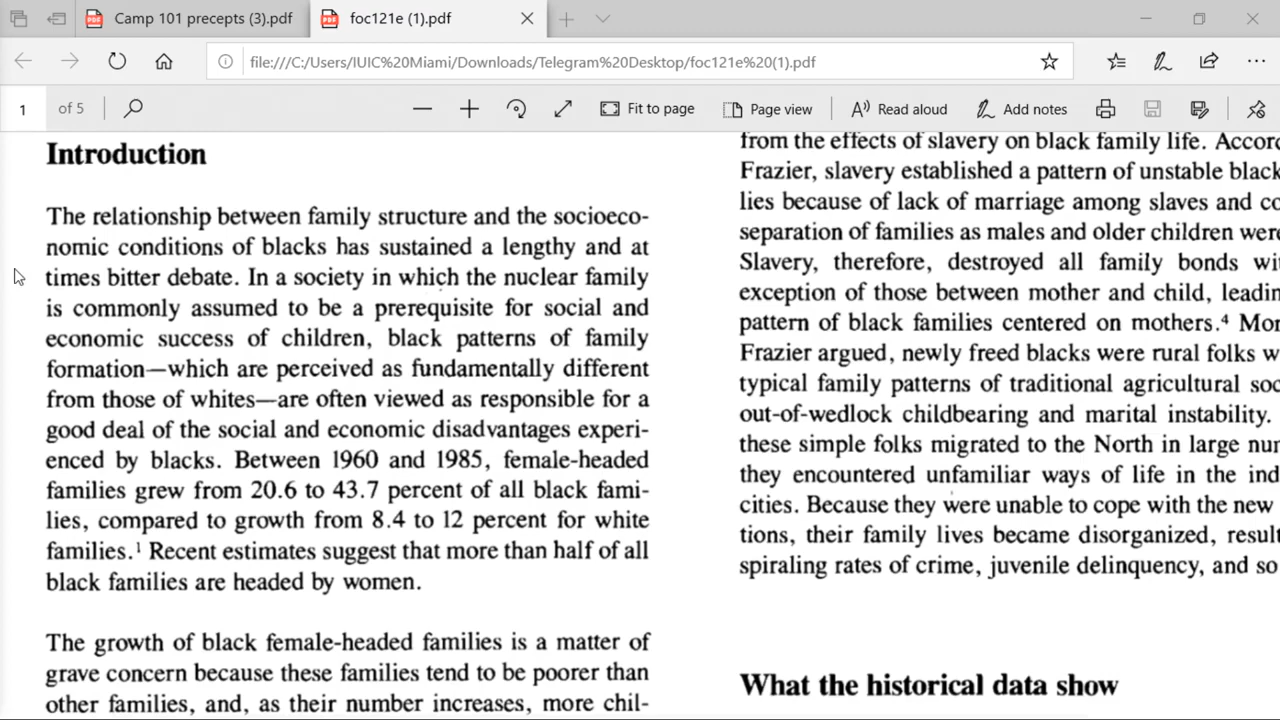 Camp 101 precepts (3).pdf
foc121e (1).pdf
file:///C:/Users/IUIC%20Miami/Downloads/Telegram%20Desktop/foc121e%20(1).pdf
1 of 5
Fit to page
Page view
Read aloud
Add notes
Introduction
The relationship between family structure and the socioeco-
nomic conditions of blacks has sustained a lengthy and at
times bitter debate. In a society in which the nuclear family
is commonly assumed to be a prerequisite for social and
economic success of children, black patterns of family
formation—which are perceived as fundamentally different
from those of whites—are often viewed as responsible for a
good deal of the social and economic disadvantages experi-
enced by blacks. Between 1960 and 1985, female-headed
families grew from 20.6 to 43.7 percent of all black fami-
lies, compared to growth from 8.4 to 12 percent for white
families.¹ Recent estimates suggest that more than half of all
black families are headed by women.
The growth of black female-headed families is a matter of
grave concern because these families tend to be poorer than
other families, and, as their number increases, more chil-
from the effects of slavery on black family life. Accor
Frazier, slavery established a pattern of unstable black
lies because of lack of marriage among slaves and co
separation of families as males and older children were
Slavery, therefore, destroyed all family bonds wi
exception of those between mother and child, leadin
pattern of black families centered on mothers.⁴ Mor
Frazier argued, newly freed blacks were rural folks w
typical family patterns of traditional agricultural soc
out-of-wedlock childbearing and marital instability.
these simple folks migrated to the North in large nu
they encountered unfamiliar ways of life in the ind
cities. Because they were unable to cope with the new
tions, their family lives became disorganized, result
spiraling rates of crime, juvenile delinquency, and so
What the historical data show